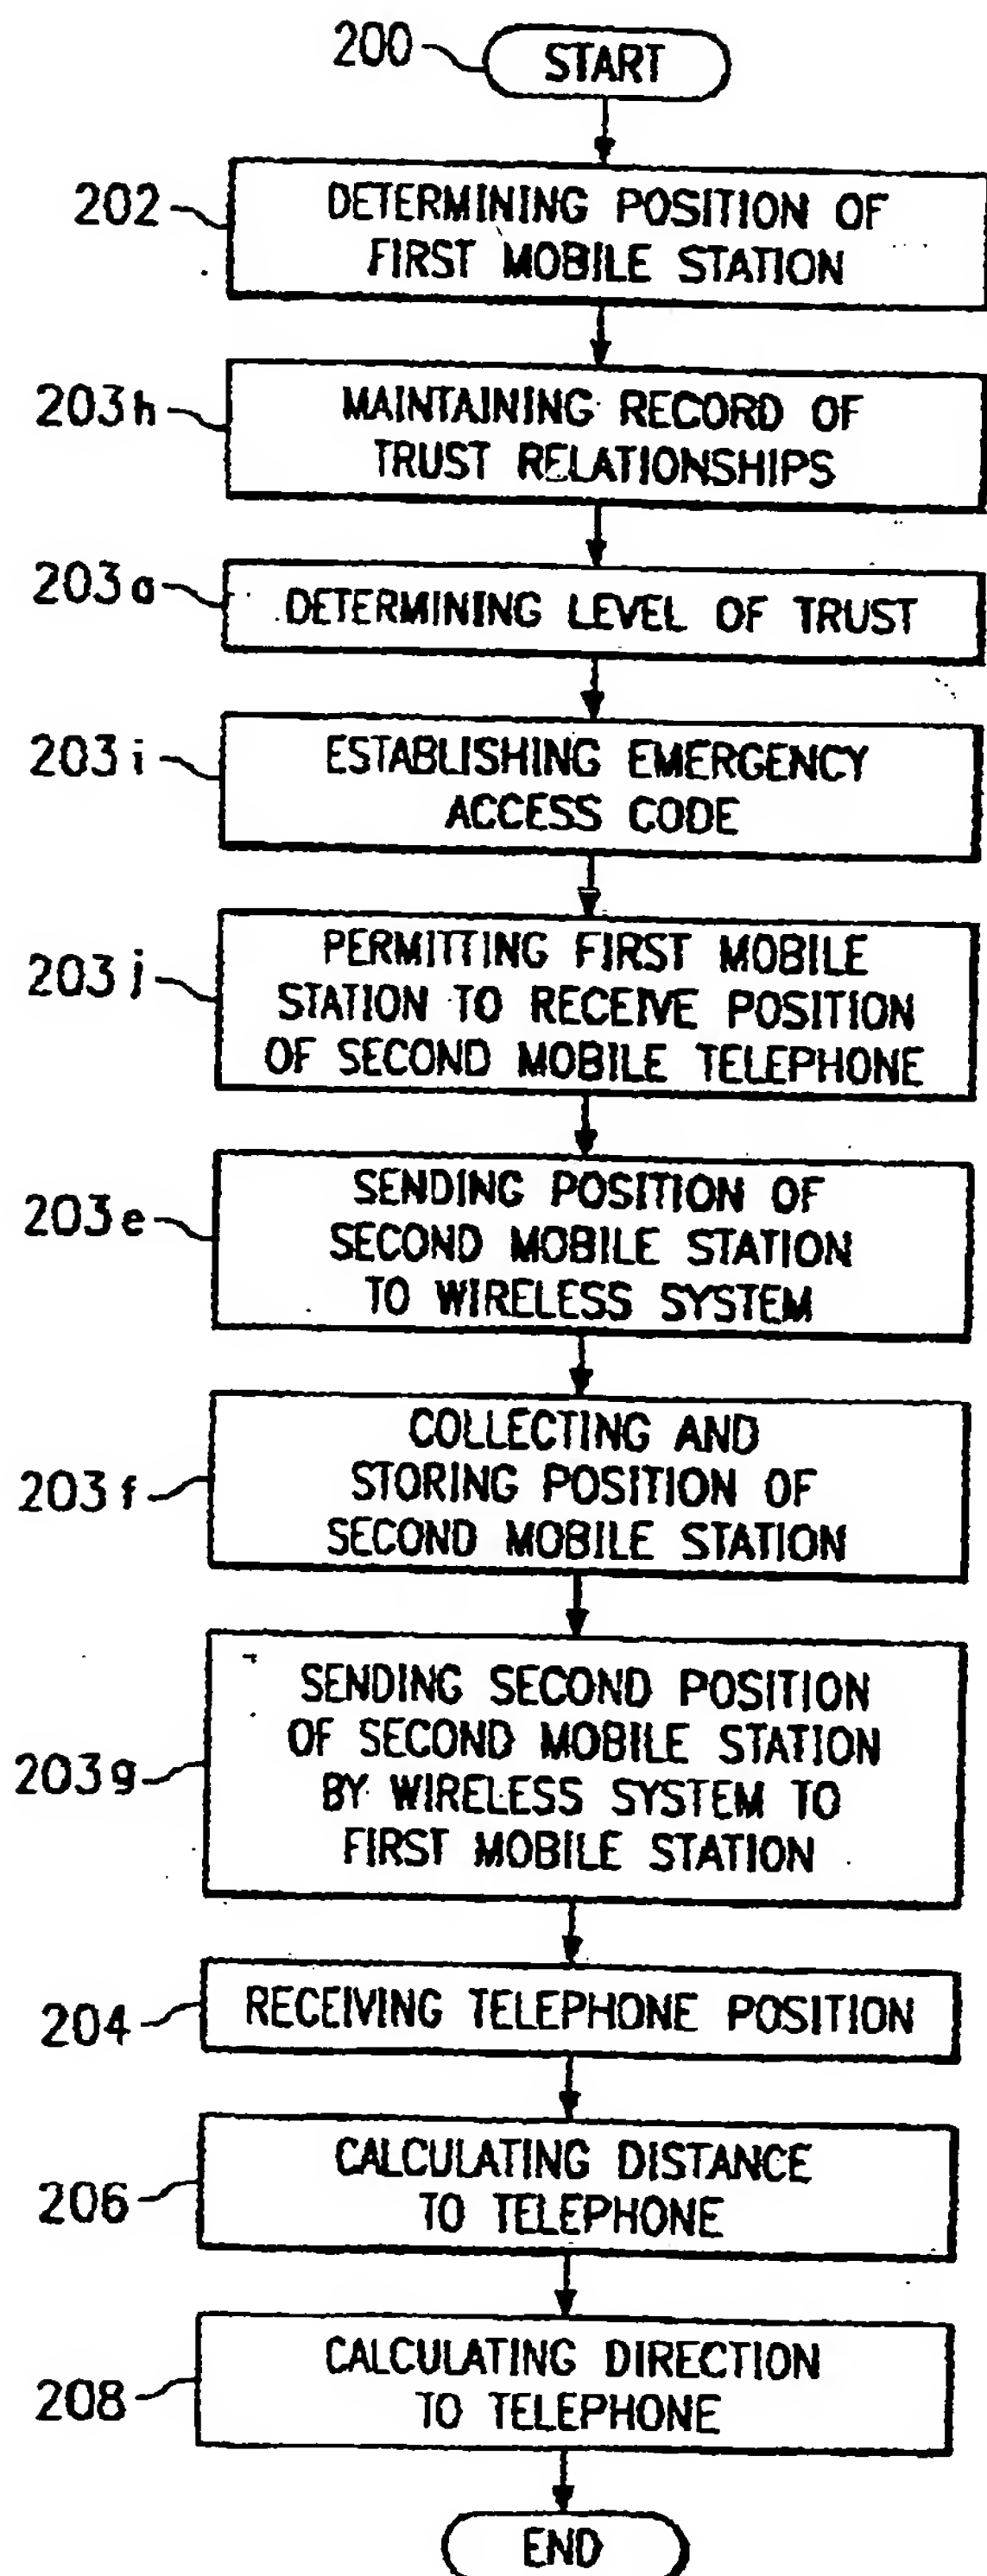 200
START
202
DETERMINING POSITION OF
FIRST MOBILE STATION
203h
MAINTAINING RECORD OF
TRUST RELATIONSHIPS
203a
DETERMINING LEVEL OF TRUST
203i
ESTABLISHING EMERGENCY
ACCESS CODE
203j
PERMITTING FIRST MOBILE
STATION TO RECEIVE POSITION
OF SECOND MOBILE TELEPHONE
203e
SENDING POSITION OF
SECOND MOBILE STATION
TO WIRELESS SYSTEM
203f
COLLECTING AND
STORING POSITION OF
SECOND MOBILE STATION
203g
SENDING SECOND POSITION
OF SECOND MOBILE STATION
BY WIRELESS SYSTEM TO
FIRST MOBILE STATION
204
RECEIVING TELEPHONE POSITION
206
CALCULATING DISTANCE
TO TELEPHONE
208
CALCULATING DIRECTION
TO TELEPHONE
END